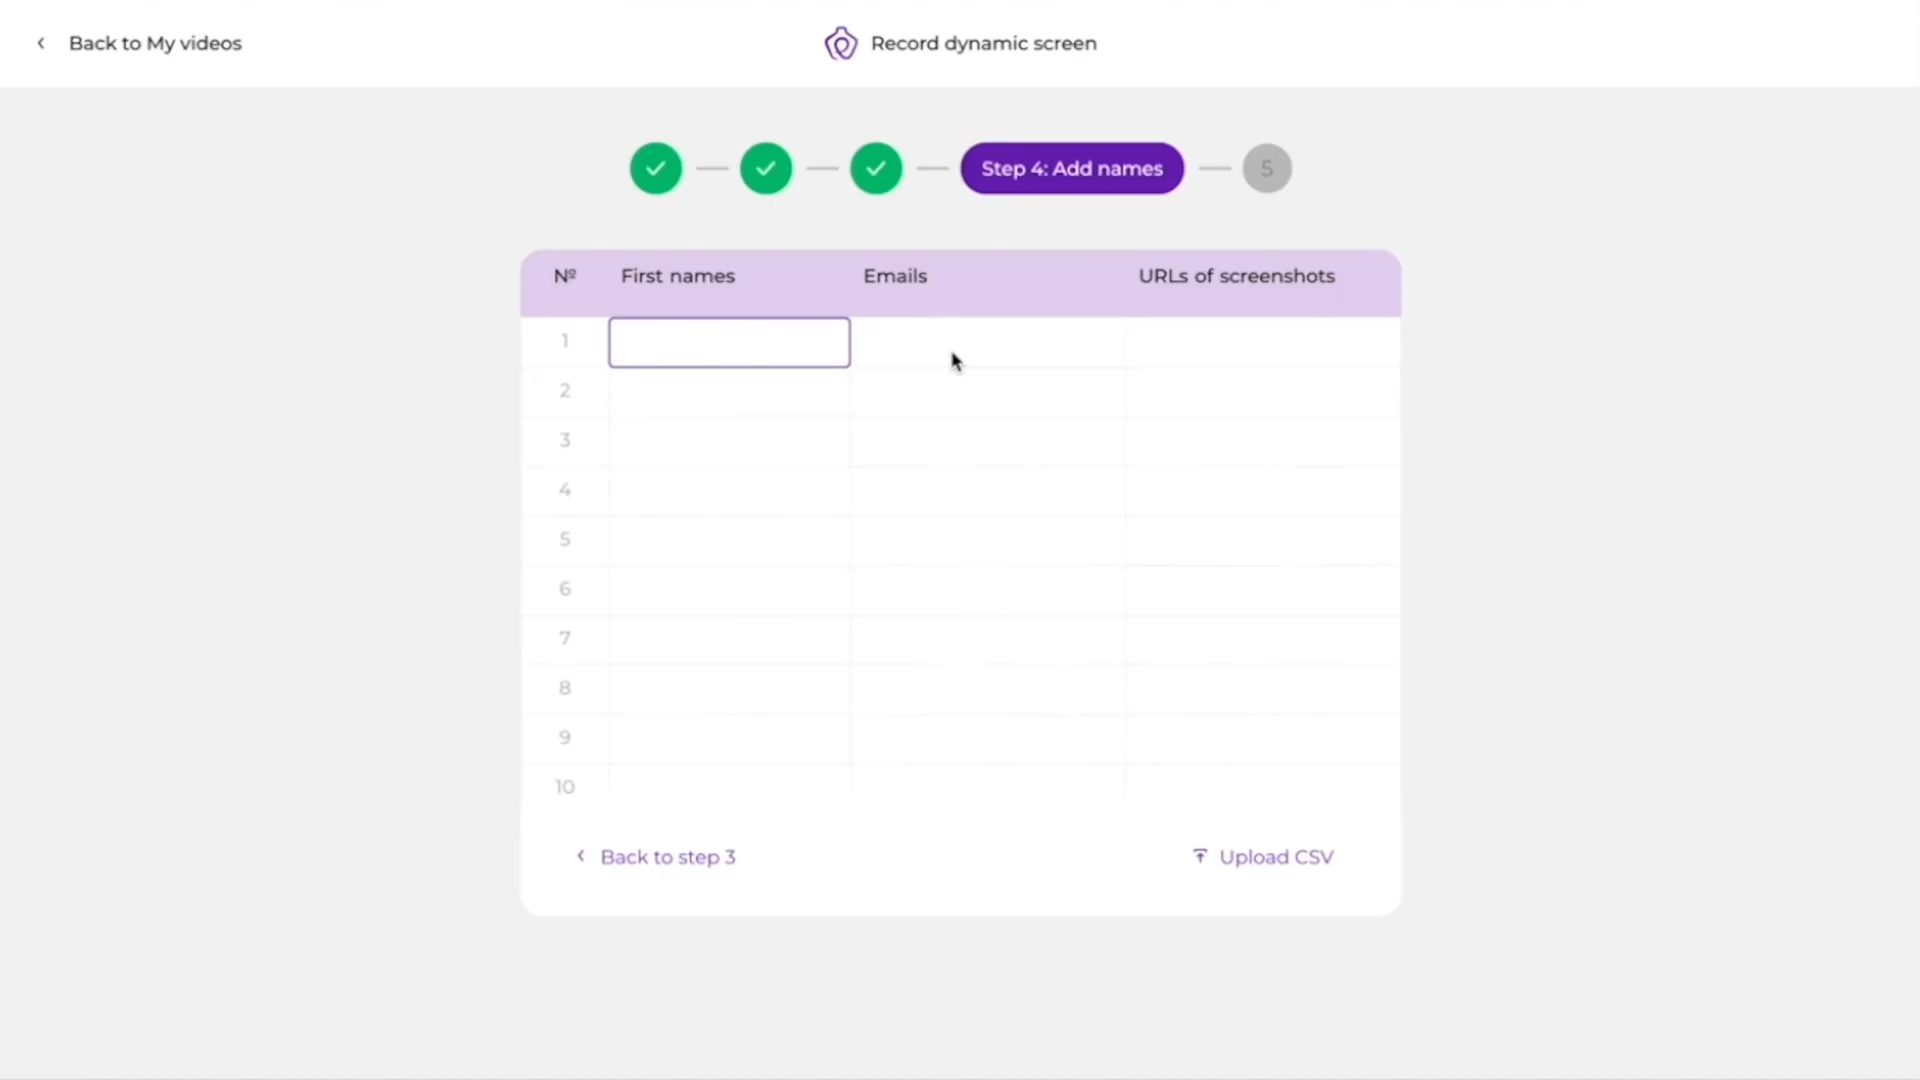 Back to My videos
Record dynamic screen
Step 4: Add names
5
Nº First names Emails URLs of screenshots
1
2
3
4
5
6
7
8
9
10
Back to step 3
Upload CSV